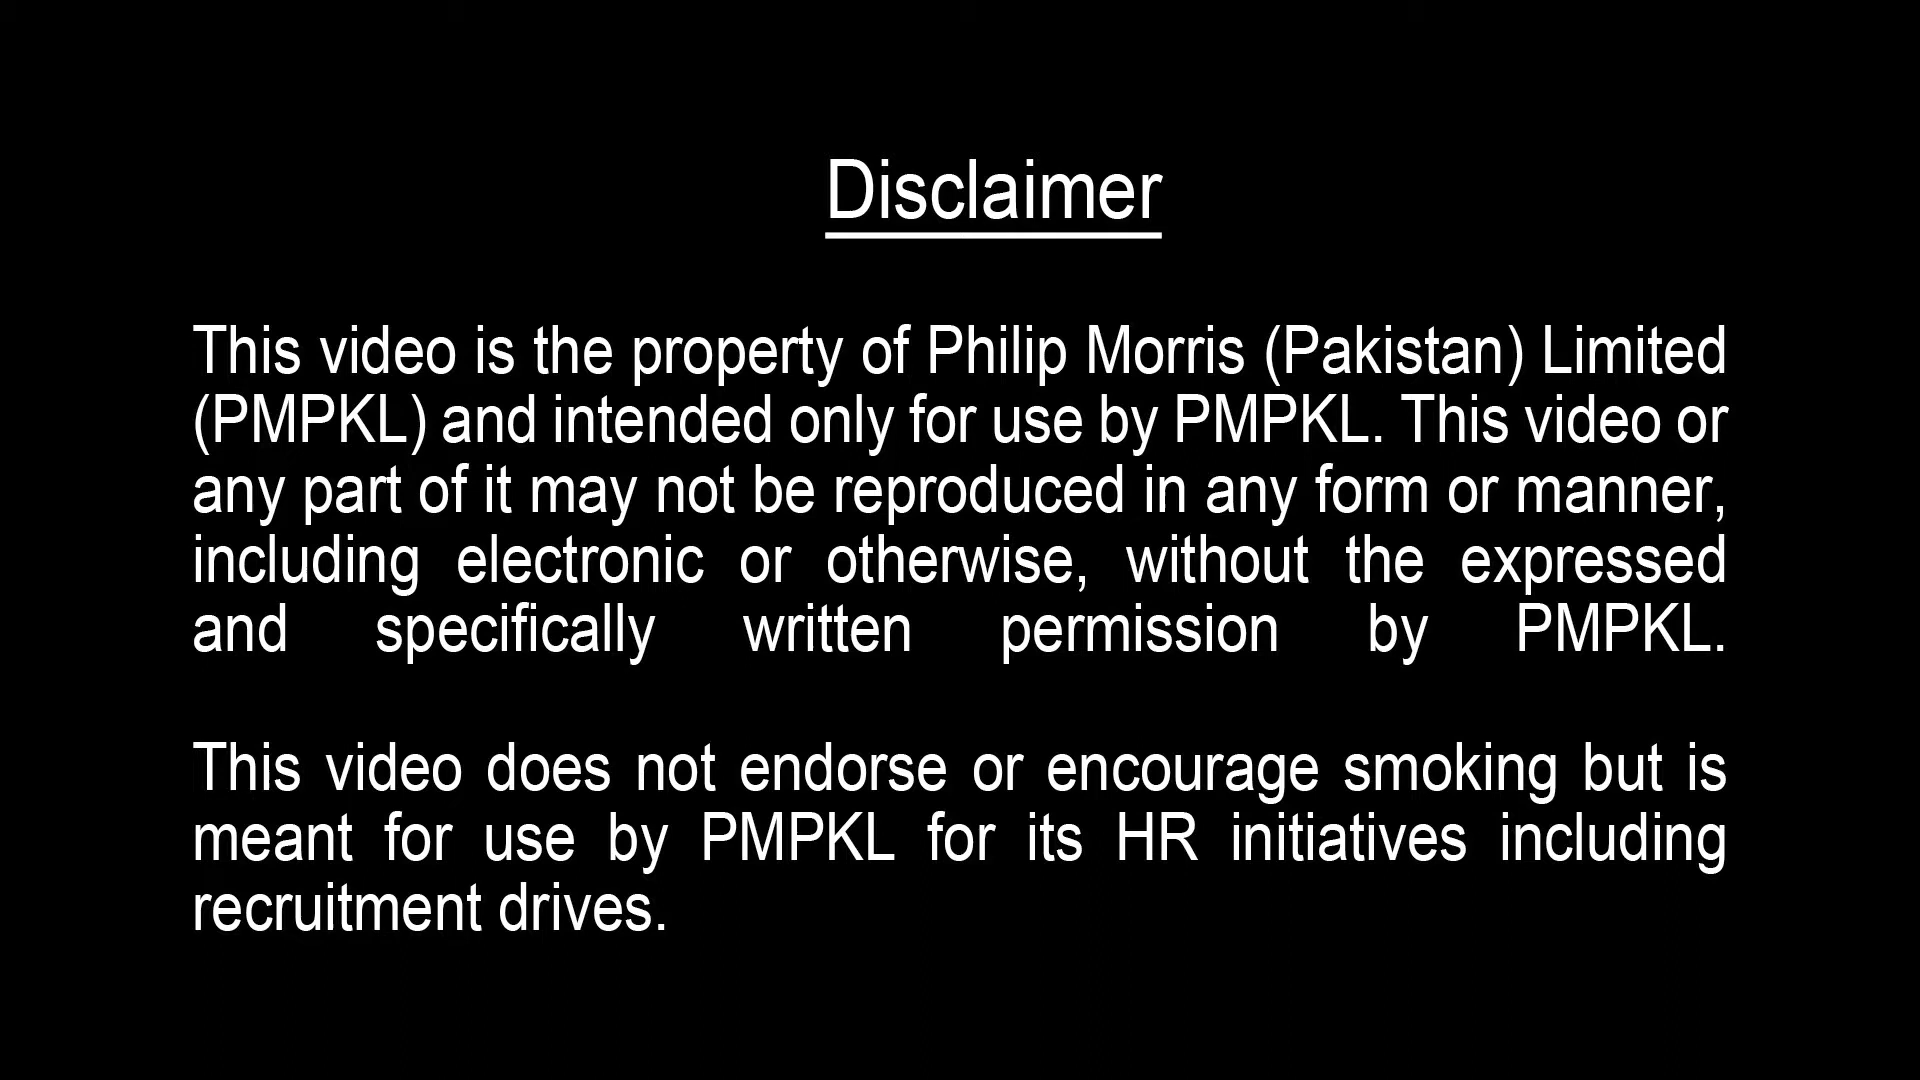 Disclaimer
This video is the property of Philip Morris (Pakistan) Limited
(PMPKL) and intended only for use by PMPKL. This video or
any part of it may not be reproduced in any form or manner,
including electronic or otherwise, without the expressed
and specifically written permission by PMPKL.
This video does not endorse or encourage smoking but is
meant for use by PMPKL for its HR initiatives including
recruitment drives.